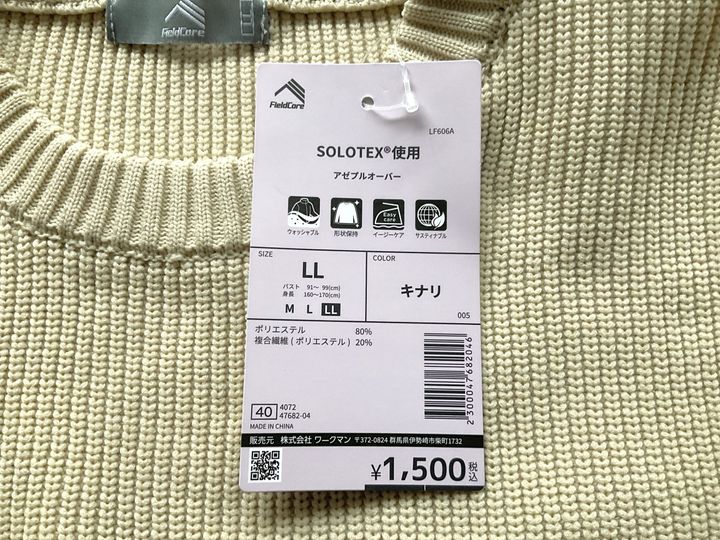 FieldCore
LL
FieldCore
LF606A
SOLOTEX®使用
アゼプルオーバー
Easy care
ウォッシャブル 形状保持 イージーケア サスティナブル
SIZE
LL
バスト 91～ 99(cm)
身長 160～170(cm)
M L LL
COLOR
キナリ
005
ポリエステル 80%
複合繊維(ポリエステル) 20%
2300047682046
40 4072
47682-04
MADE IN CHINA
販売元 株式会社 ワークマン 〒372-0824 群馬県伊勢崎市柴町1732
¥1,500税込